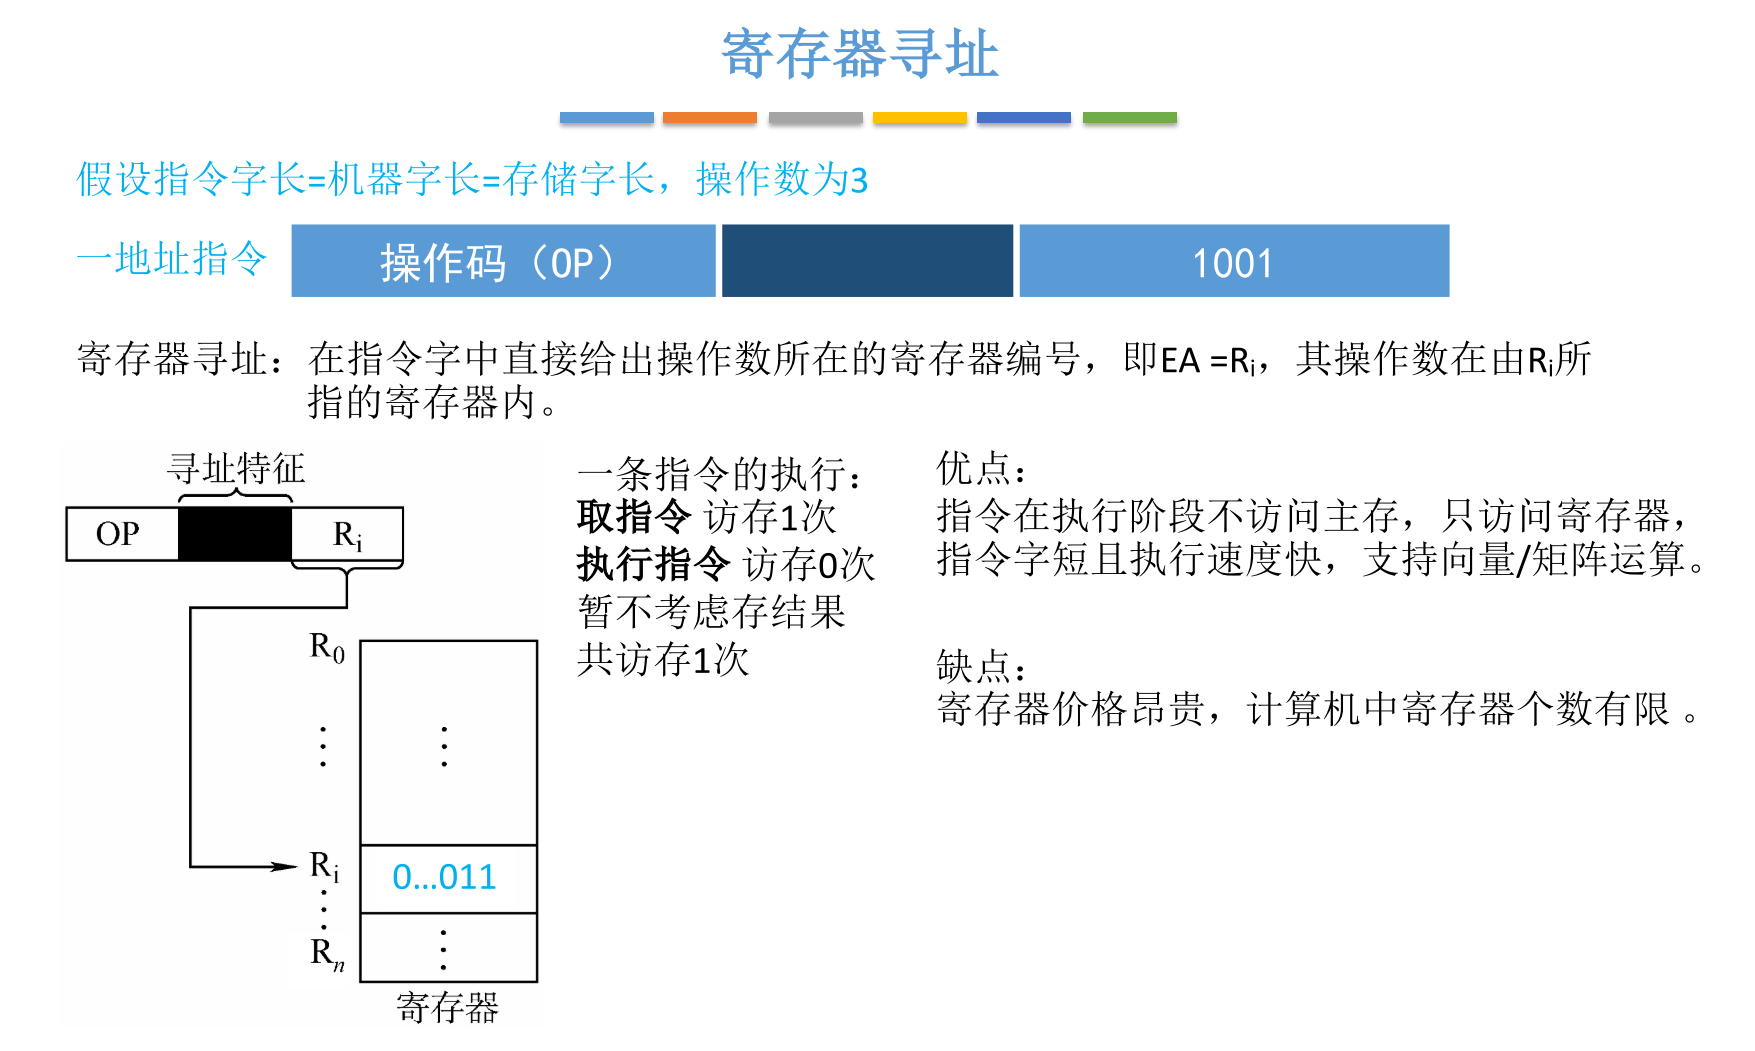 寄存器寻址
假设指令字长=机器字长=存储字长，操作数为3
一地址指令
操作码（OP）
1001
寄存器寻址：在指令字中直接给出操作数所在的寄存器编号，即EA =Ri，其操作数在由Ri所
指的寄存器内。
寻址特征
OP
Ri
R0
⋮
⋮
Ri
0...011
⋮
Rn
⋮
寄存器
一条指令的执行：
取指令 访存1次
执行指令 访存0次
暂不考虑存结果
共访存1次
优点：
指令在执行阶段不访问主存，只访问寄存器，
指令字短且执行速度快，支持向量/矩阵运算。
缺点：
寄存器价格昂贵，计算机中寄存器个数有限 。